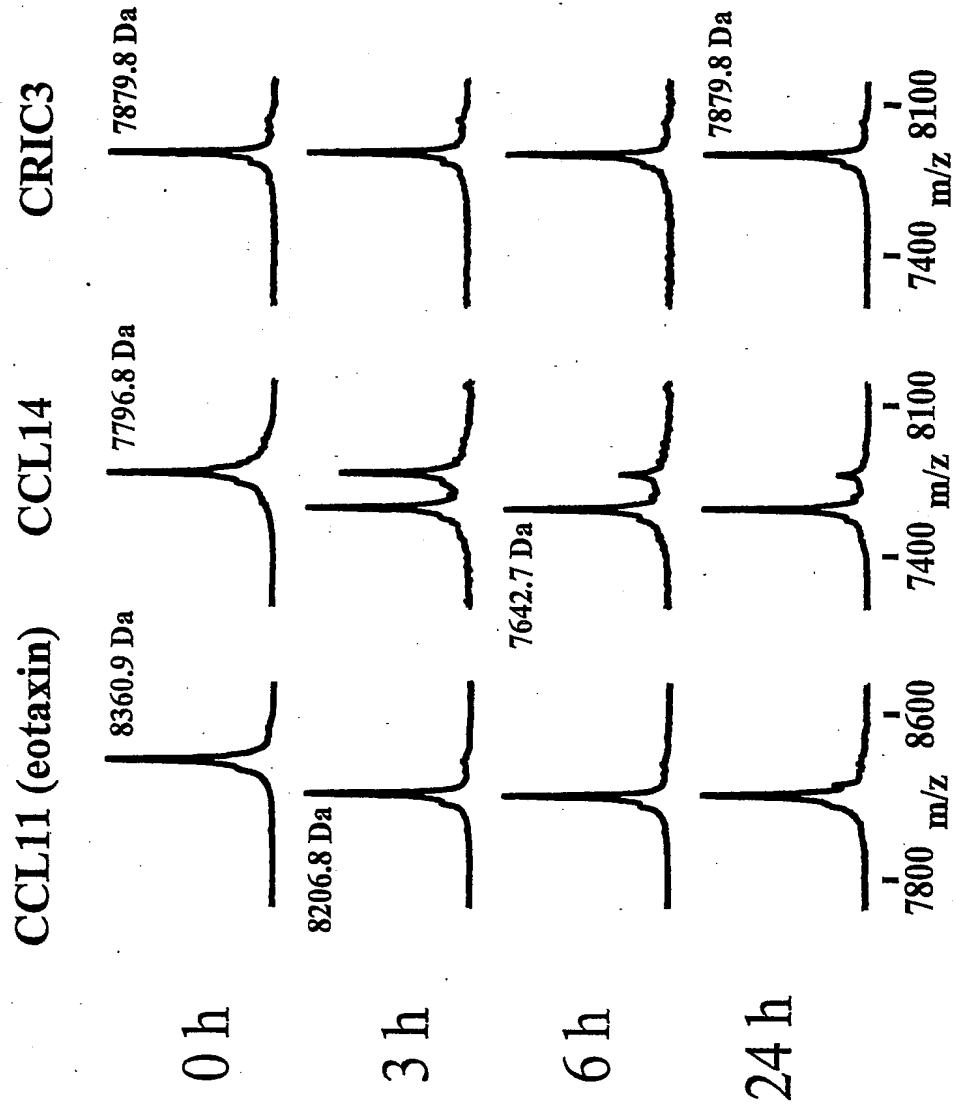 CCL11 (eotaxin) CCL14 CRIC3
0 h 8360.9 Da 7796.8 Da 7879.8 Da
3 h 8206.8 Da
6 h 7642.7 Da
24 h 7879.8 Da
7800 8600 7400 8100 7400 8100
m/z m/z m/z